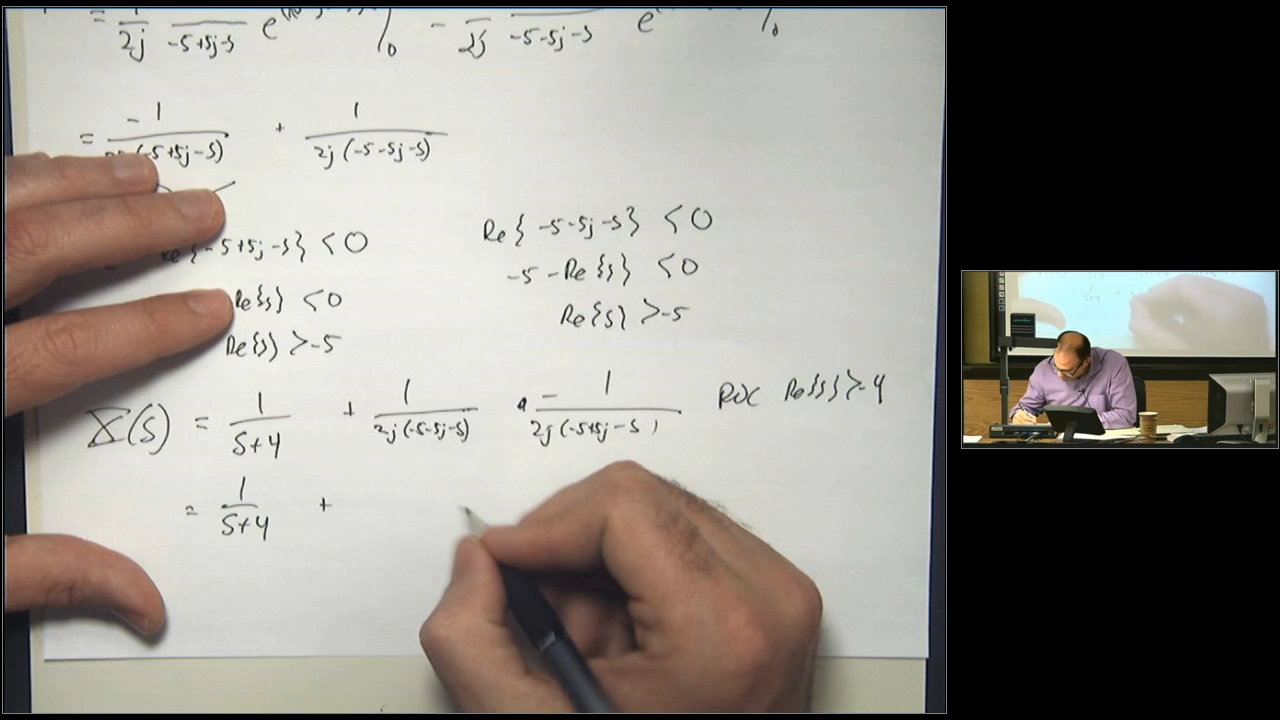 = 1/2j 1/(-5+5j-s) e | 0 - 1/2j 1/(-5-5j-s) e | 0
= -1/(2j(-5+5j-s)) + 1/(2j(-5-5j-s))
Re{-5+5j-s} < 0
Re{s} < 0
Re{s} > -5
Re{-5-5j-s} < 0
-5 - Re{s} < 0
Re{s} > -5
X(s) = 1/(s+4) + 1/(2j(-5-5j-s)) - 1/(2j(-5+5j-s)) ROC Re{s} > -4
= 1/(s+4) +